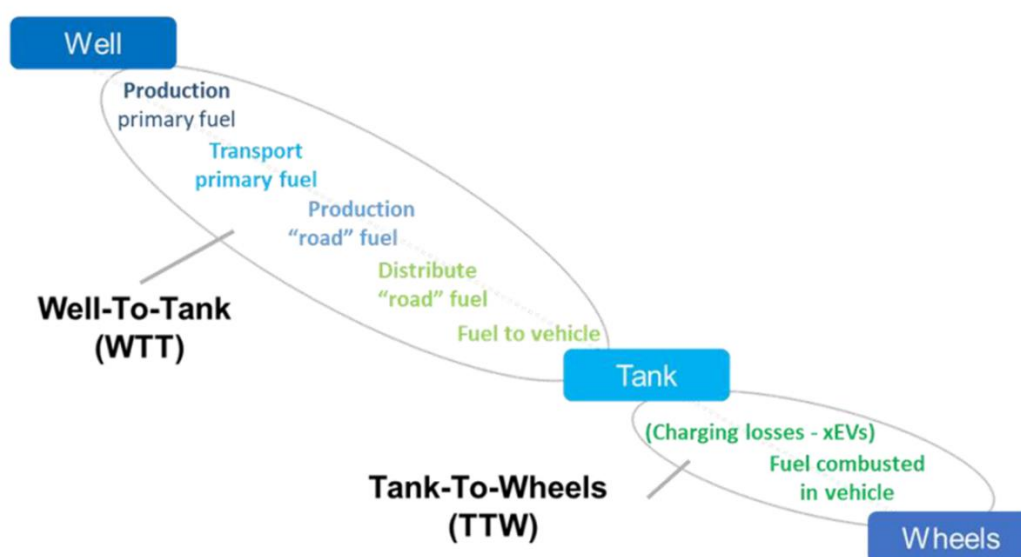 Well
Production
primary fuel
Transport
primary fuel
Production
“road” fuel
Distribute
“road” fuel
Fuel to vehicle
Well-To-Tank
(WTT)
Tank
(Charging losses - xEVs)
Fuel combusted
in vehicle
Tank-To-Wheels
(TTW)
Wheels